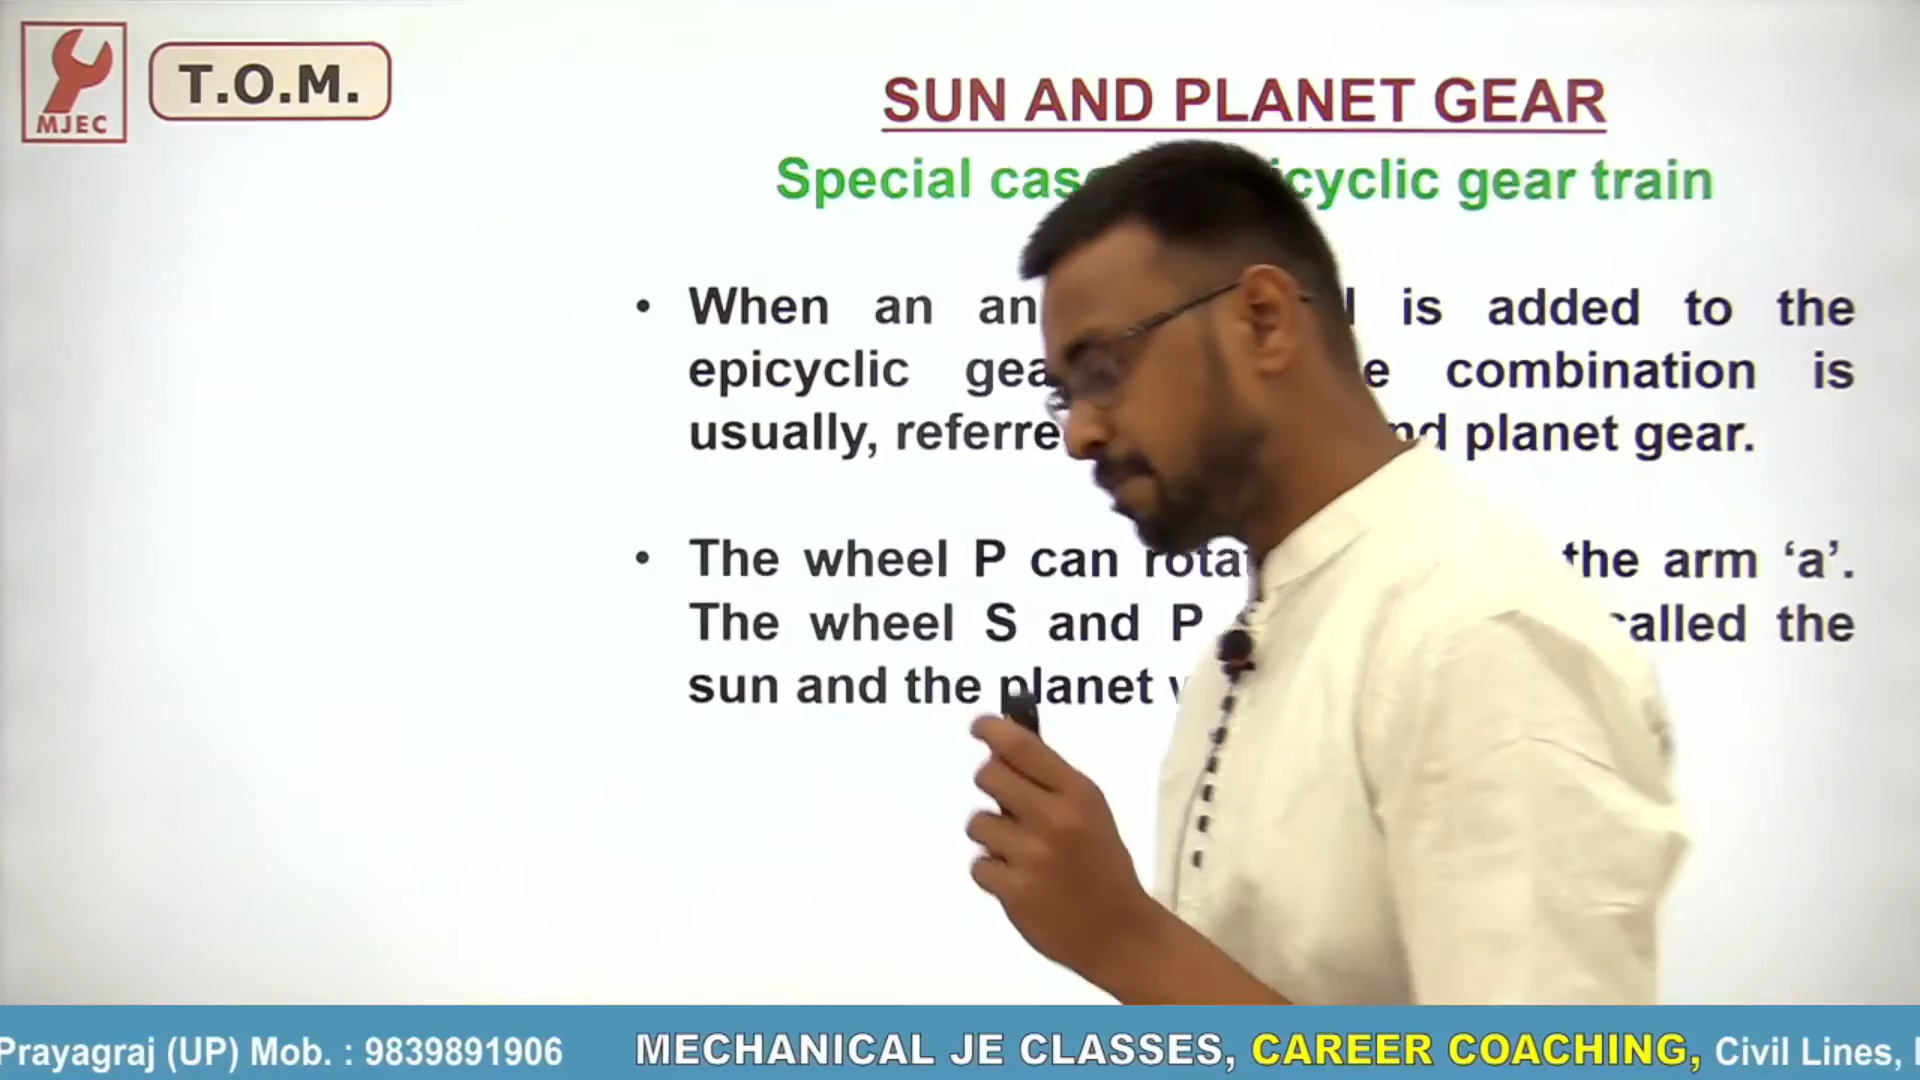 MJEC
T.O.M.
SUN AND PLANET GEAR
Special cas cyclic gear train
• When an an is added to the
epicyclic gea combination is
usually, referre planet gear.
• The wheel P can rota the arm ‘a’.
The wheel S and P called the
sun and the planet
Prayagraj (UP) Mob. : 9839891906 MECHANICAL JE CLASSES, CAREER COACHING, Civil Lines,